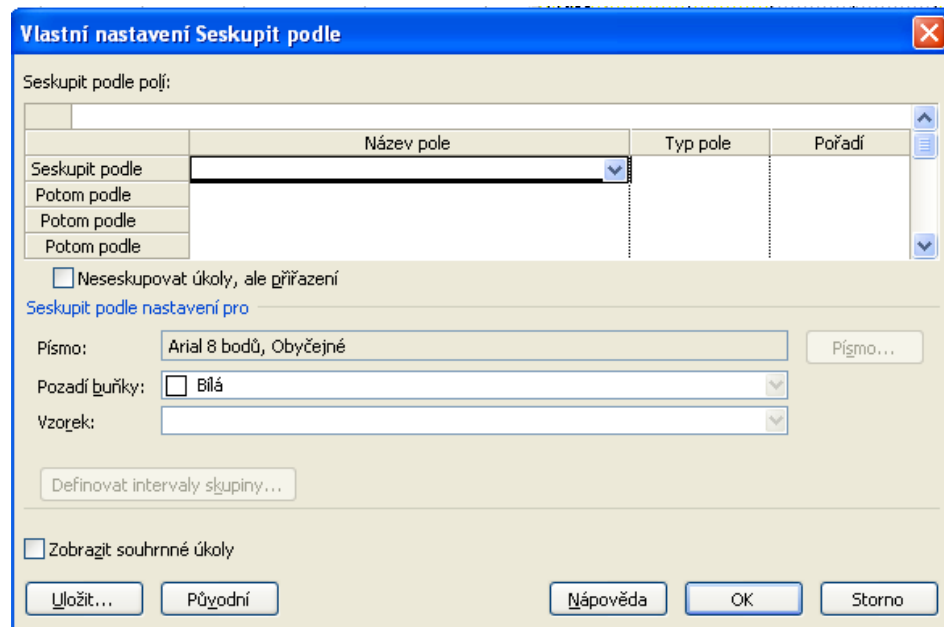 Vlastní nastavení Seskupit podle
Seskupit podle polí:
Název pole Typ pole Pořadí
Seskupit podle
Potom podle
Potom podle
Potom podle
Neseskupovat úkoly, ale přiřazení
Seskupit podle nastavení pro
Písmo: Arial 8 bodů, Obyčejné Písmo...
Pozadí buňky: Bílá
Vzorek:
Definovat intervaly skupiny...
Zobrazit souhrnné úkoly
Uložit... Původní Nápověda OK Storno